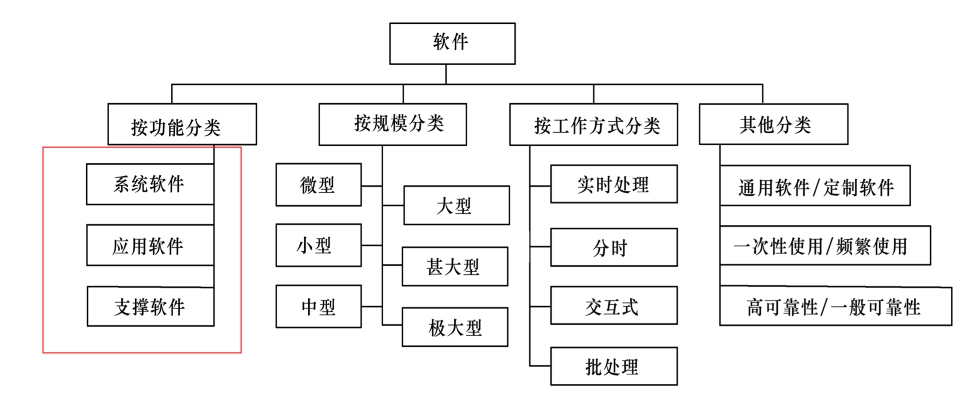 软件
按功能分类
系统软件
应用软件
支撑软件
按规模分类
微型
大型
小型
甚大型
中型
极大型
按工作方式分类
实时处理
分时
交互式
批处理
其他分类
通用软件/定制软件
一次性使用/频繁使用
高可靠性/一般可靠性